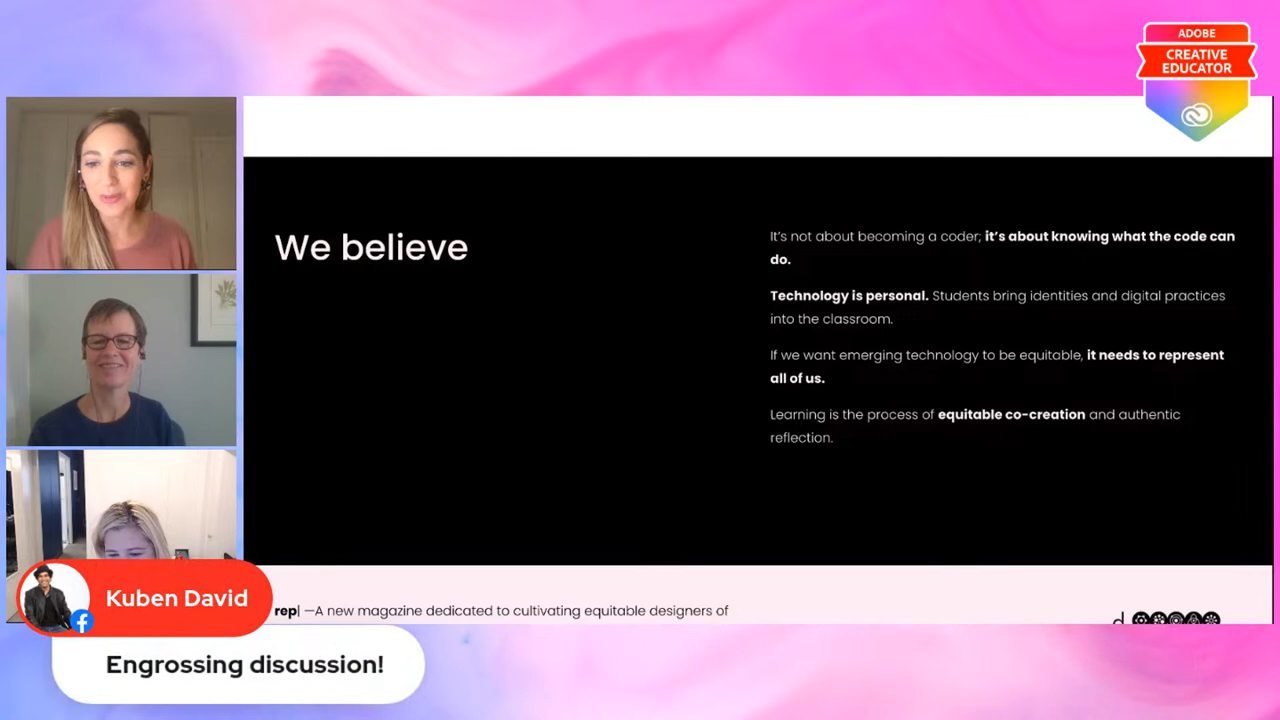 ADOBE
CREATIVE
EDUCATOR
We believe
It's not about becoming a coder; it's about knowing what the code can
do.
Technology is personal. Students bring identities and digital practices
into the classroom.
If we want emerging technology to be equitable, it needs to represent
all of us.
Learning is the process of equitable co-creation and authentic
reflection.
rep| —A new magazine dedicated to cultivating equitable designers of
Kuben David
Engrossing discussion!